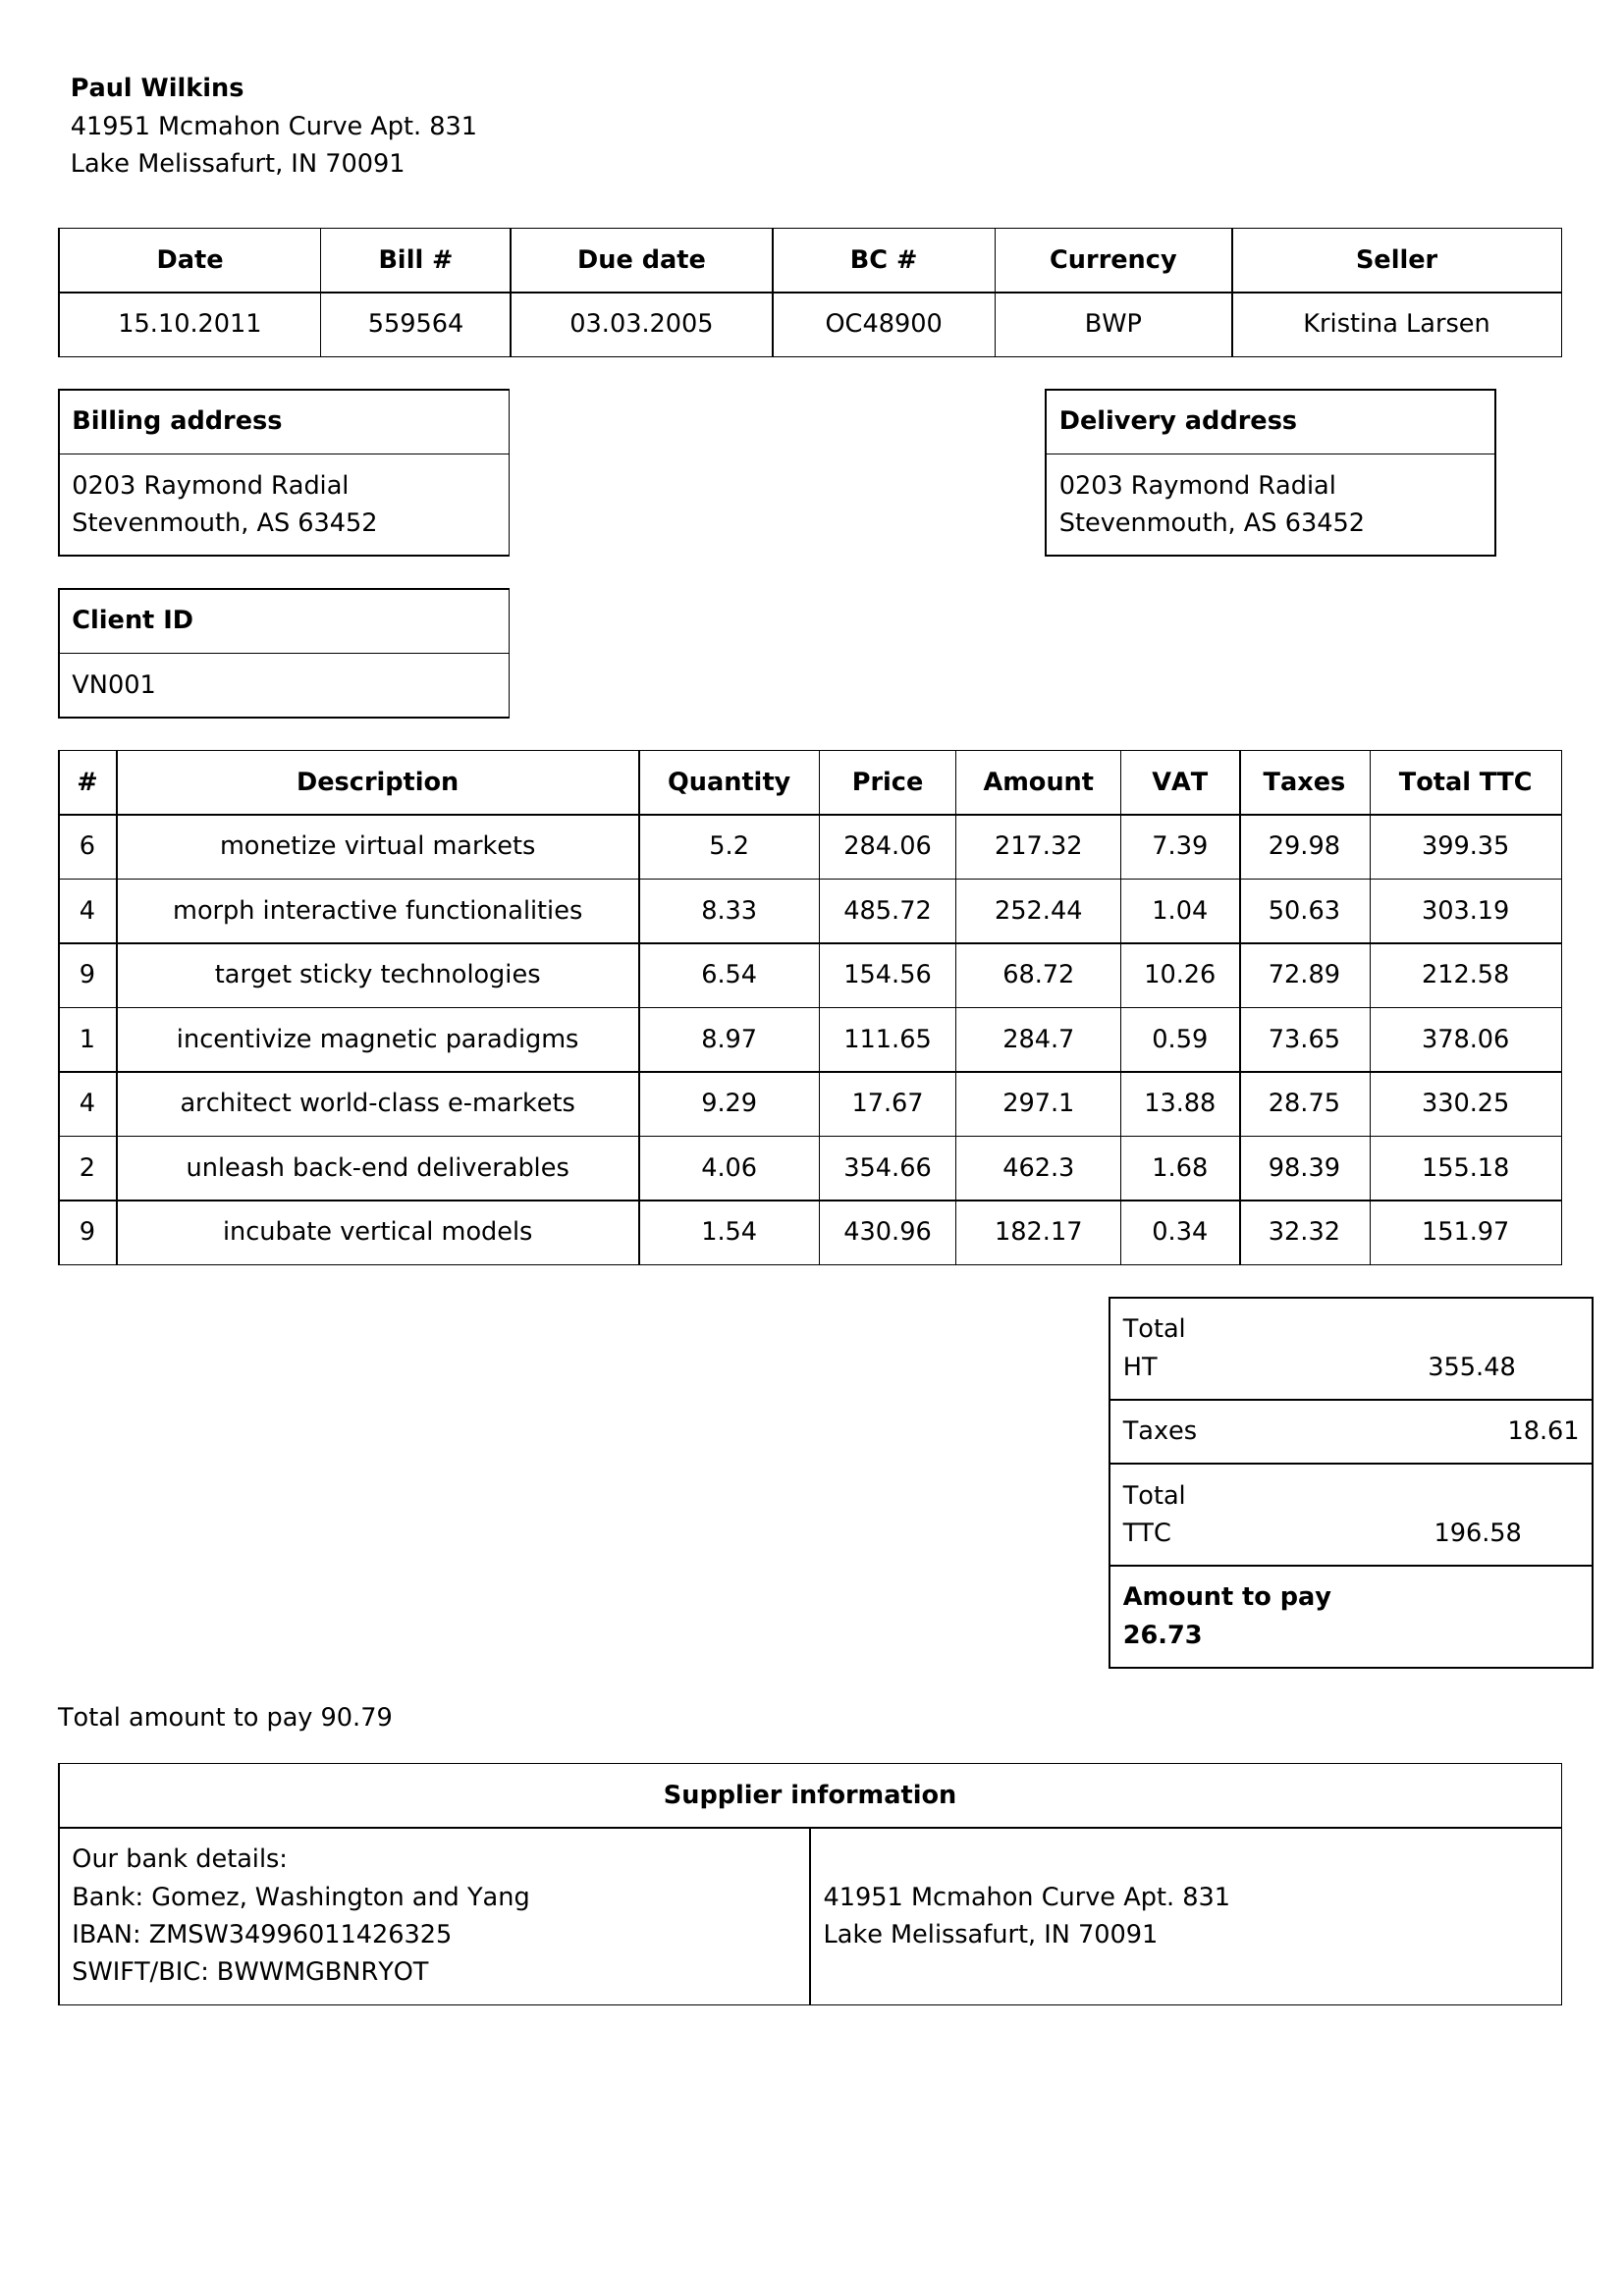 Paul Wilkins
41951 Mcmahon Curve Apt. 831
Lake Melissafurt, IN 70091
Date Bill # Due date BC # Currency Seller
15.10.2011 559564 03.03.2005 OC48900 BWP Kristina Larsen
Billing address
0203 Raymond Radial
Stevenmouth, AS 63452
Delivery address
0203 Raymond Radial
Stevenmouth, AS 63452
Client ID
VN001
# Description Quantity Price Amount VAT Taxes Total TTC
6 monetize virtual markets 5.2 284.06 217.32 7.39 29.98 399.35
4 morph interactive functionalities 8.33 485.72 252.44 1.04 50.63 303.19
9 target sticky technologies 6.54 154.56 68.72 10.26 72.89 212.58
1 incentivize magnetic paradigms 8.97 111.65 284.7 0.59 73.65 378.06
4 architect world-class e-markets 9.29 17.67 297.1 13.88 28.75 330.25
2 unleash back-end deliverables 4.06 354.66 462.3 1.68 98.39 155.18
9 incubate vertical models 1.54 430.96 182.17 0.34 32.32 151.97
Total
HT 355.48
Taxes 18.61
Total
TTC 196.58
Amount to pay
26.73
Total amount to pay 90.79
Supplier information
Our bank details:
Bank: Gomez, Washington and Yang
IBAN: ZMSW34996011426325
SWIFT/BIC: BWWMGBNRYOT
41951 Mcmahon Curve Apt. 831
Lake Melissafurt, IN 70091